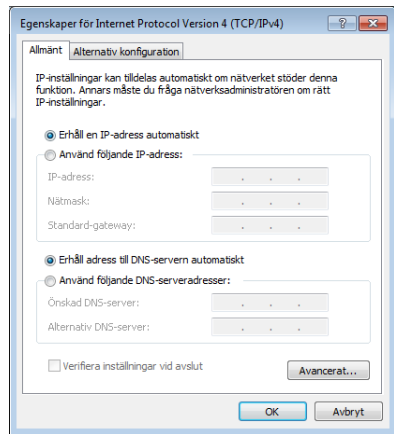 Egenskaper för Internet Protocol Version 4 (TCP/IPv4)
Allmänt Alternativ konfiguration
IP-inställningar kan tilldelas automatiskt om nätverket stöder denna
funktion. Annars måste du fråga nätverksadministratören om rätt
IP-inställningar.
Erhåll en IP-adress automatiskt
Använd följande IP-adress:
IP-adress:
Nätmask:
Standard-gateway:
Erhåll adress till DNS-servern automatiskt
Använd följande DNS-serveradresser:
Önskad DNS-server:
Alternativ DNS-server:
Verifiera inställningar vid avslut
Avancerat...
OK Avbryt